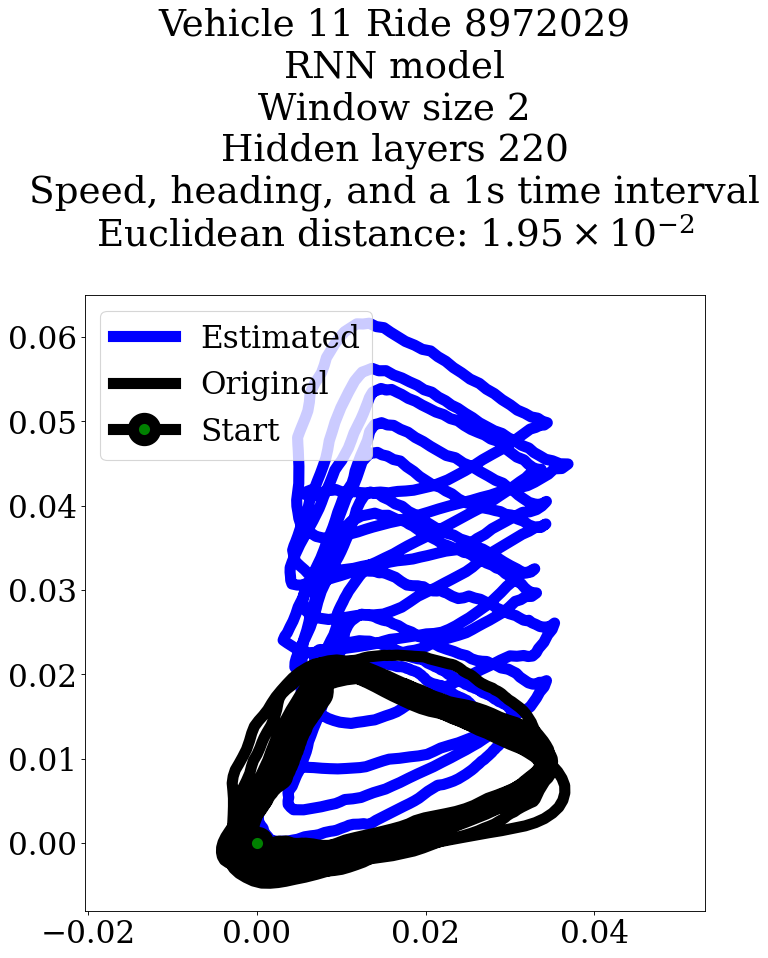 Vehicle 11 Ride 8972029
RNN model
Window size 2
Hidden layers 220
Speed, heading, and a 1s time interval
Euclidean distance: 1.95 × 10⁻²
Estimated
Original
Start
0.06
0.05
0.04
0.03
0.02
0.01
0.00
−0.02
0.00
0.02
0.04